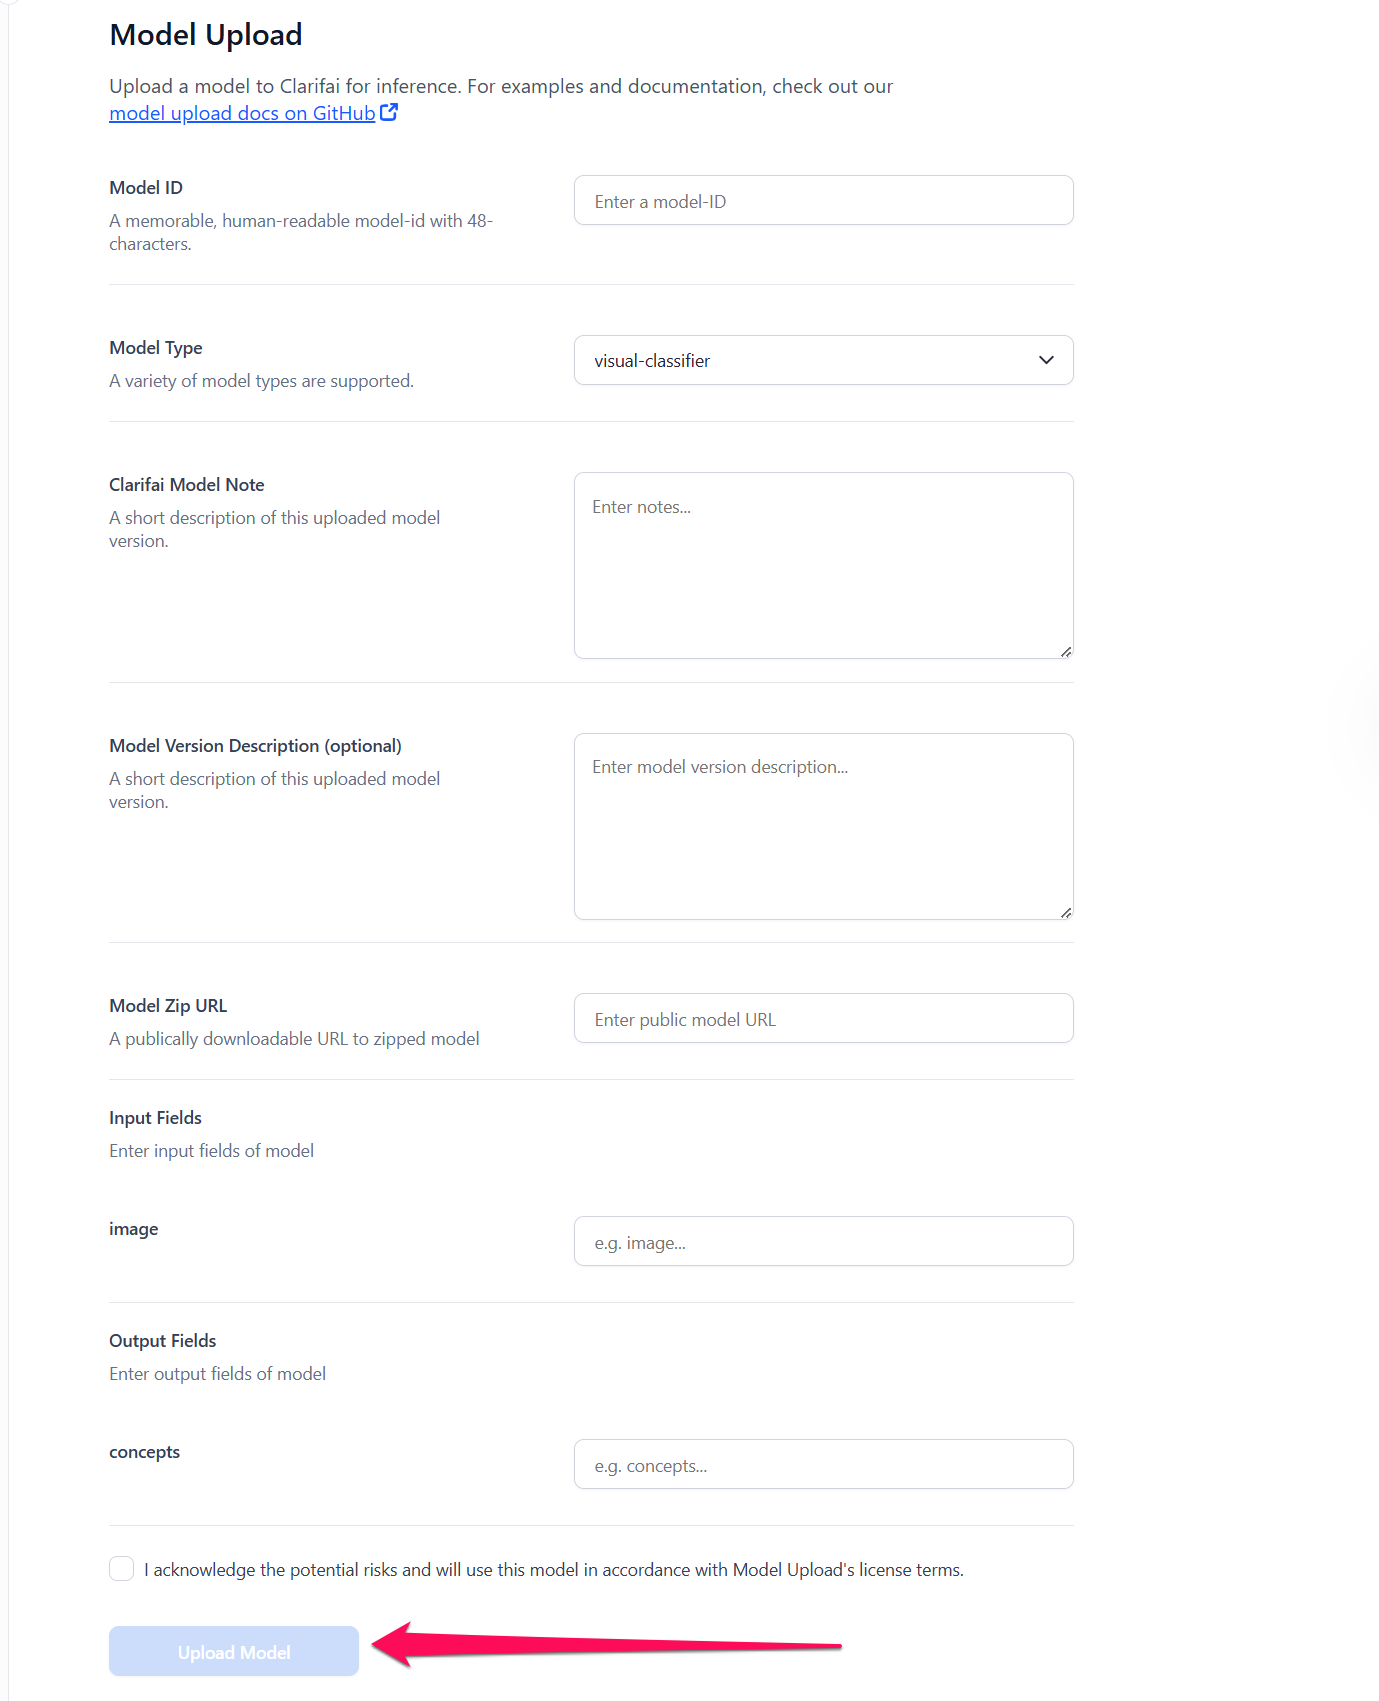 Model Upload
Upload a model to Clarifai for inference. For examples and documentation, check out our
model upload docs on GitHub
Model ID
A memorable, human-readable model-id with 48-
characters.
Enter a model-ID
Model Type
A variety of model types are supported.
visual-classifier
Clarifai Model Note
A short description of this uploaded model
version.
Enter notes...
Model Version Description (optional)
A short description of this uploaded model
version.
Enter model version description...
Model Zip URL
A publically downloadable URL to zipped model
Enter public model URL
Input Fields
Enter input fields of model
image
e.g. image...
Output Fields
Enter output fields of model
concepts
e.g. concepts...
I acknowledge the potential risks and will use this model in accordance with Model Upload's license terms.
Upload Model